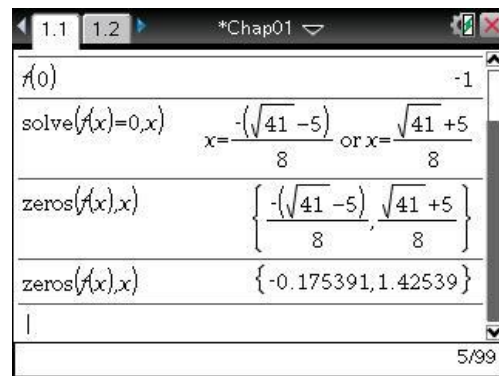 1.1 1.2 *Chap01
f(0) -1
solve(f(x)=0,x) x=-(√41 -5)/8 or x=√41 +5/8
zeros(f(x),x) {-(√41 -5)/8, √41 +5/8}
zeros(f(x),x) {-0.175391,1.42539}
5/99